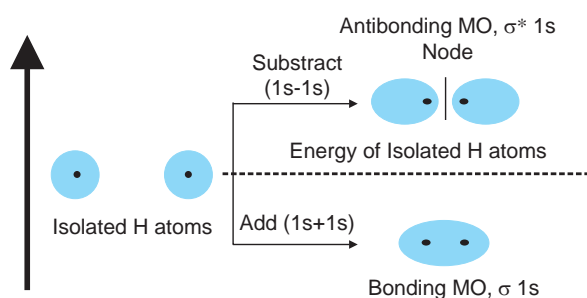 Antibonding MO, σ* 1s
Node
Substract
(1s-1s)
Energy of Isolated H atoms
Isolated H atoms
Add (1s+1s)
Bonding MO, σ 1s